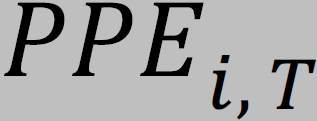 PPE_{i, T}